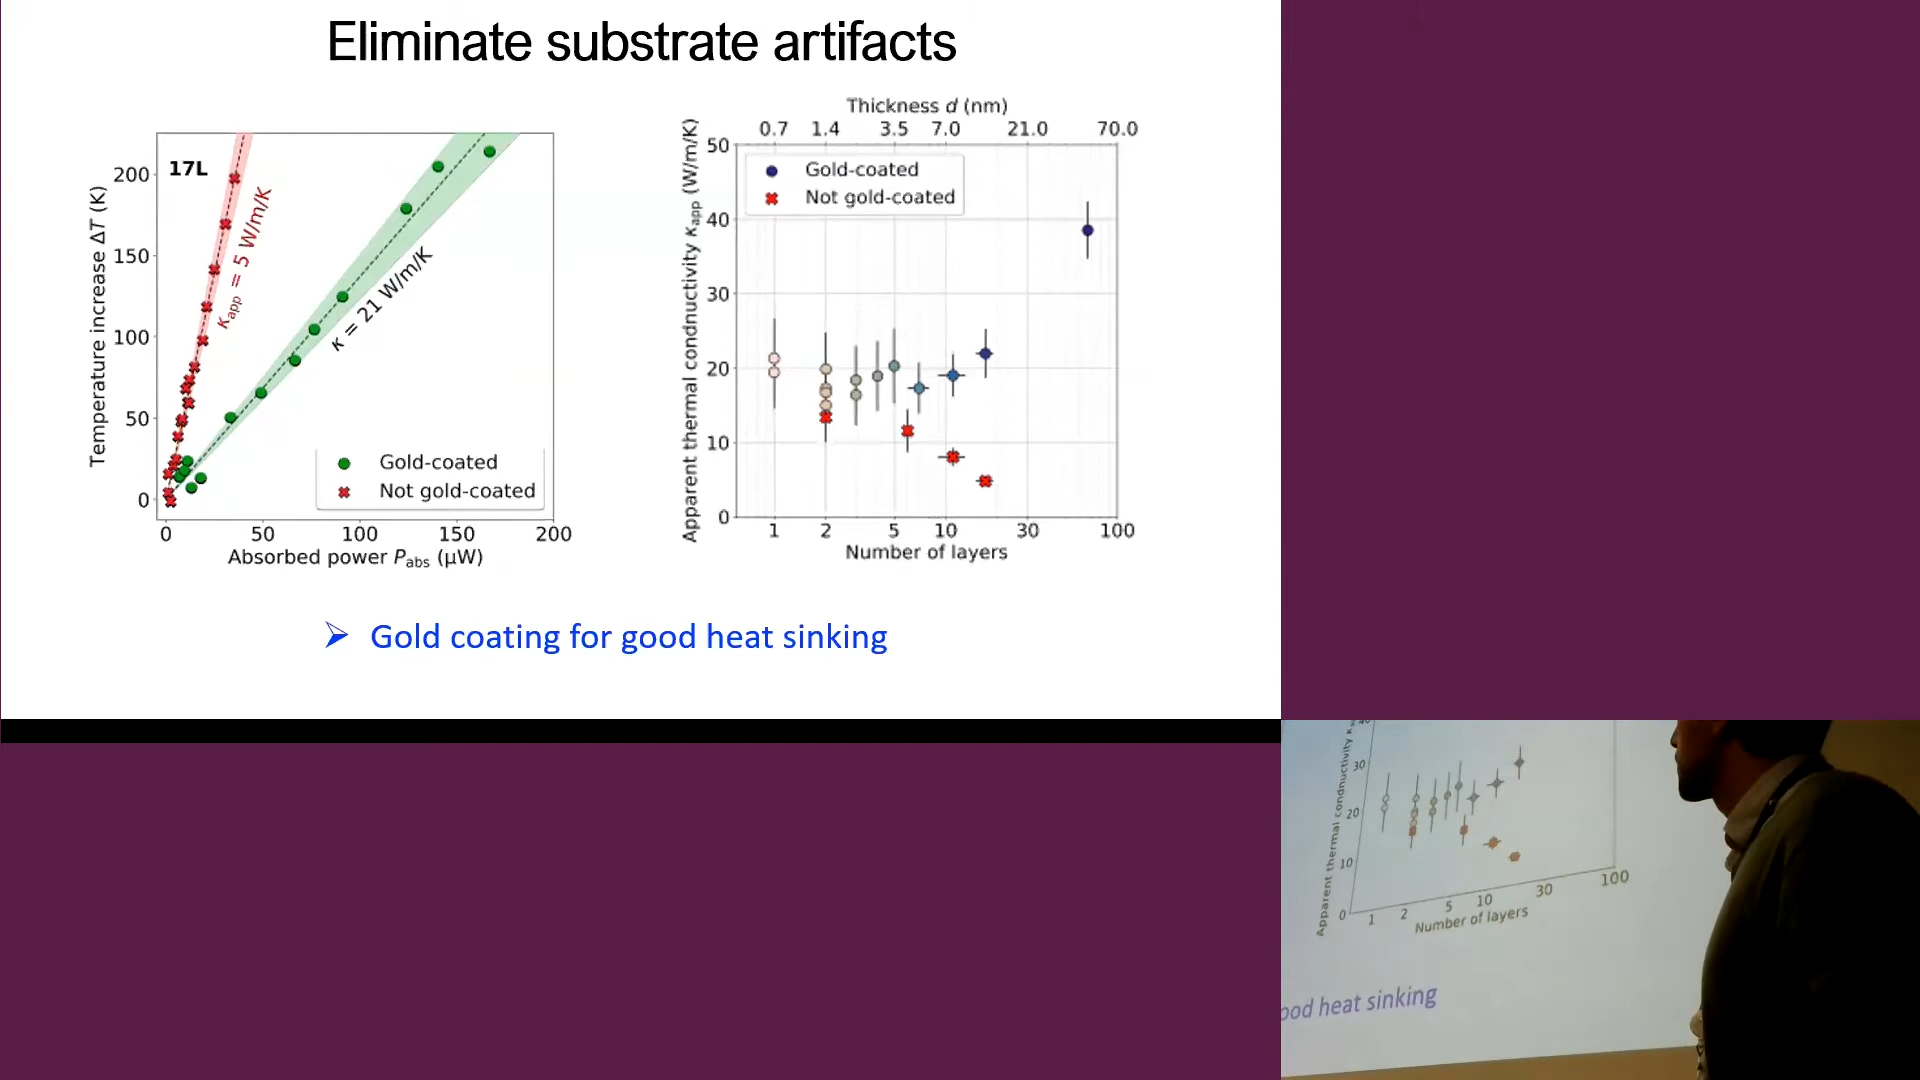 Eliminate substrate artifacts
17L
200
150
100
50
0
Temperature increase ΔT (K)
κapp = 5 W/m/K
κ = 21 W/m/K
Gold-coated
Not gold-coated
0 50 100 150 200
Absorbed power Pabs (μW)
Thickness d (nm)
0.7 1.4 3.5 7.0 21.0 70.0
50
40
30
20
10
0
Apparent thermal condnuctivity κapp (W/m/K)
Gold-coated
Not gold-coated
1 2 5 10 30 100
Number of layers
➢ Gold coating for good heat sinking
30
20
10
0
Apparent thermal condnuctivity
1 2 5 10 30 100
Number of layers
ood heat sinking